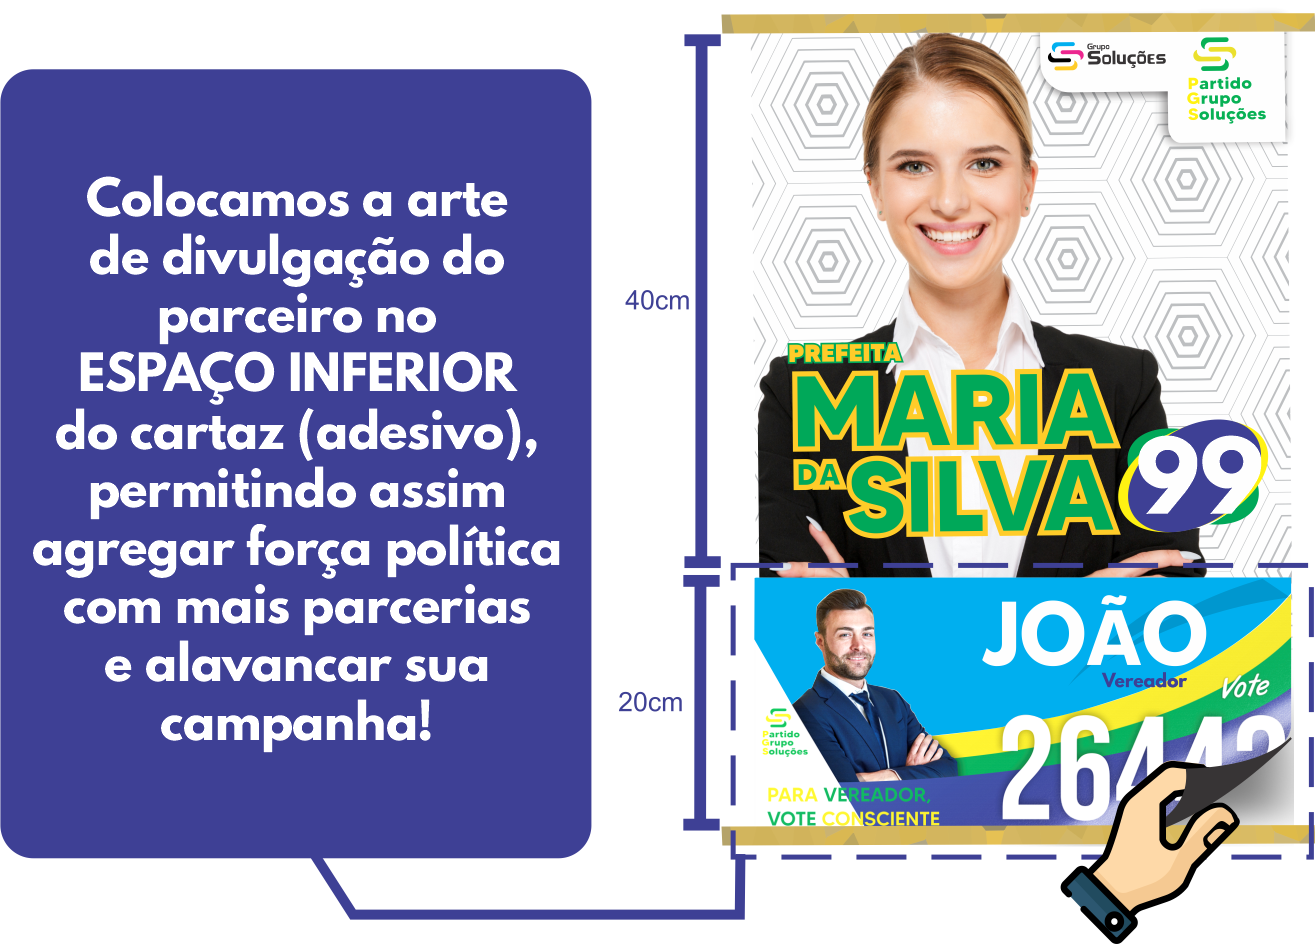 Colocamos a arte
de divulgação do
parceiro no
ESPAÇO INFERIOR
do cartaz (adesivo),
permitindo assim
agregar força política
com mais parcerias
e alavancar sua
campanha!
40cm
20cm
Grupo
Soluções
Partido
Grupo
Soluções
PREFEITA
MARIA
DA SILVA
99
JOÃO
Vereador
Vote
26442
Partido
Grupo
Soluções
PARA VEREADOR,
VOTE CONSCIENTE